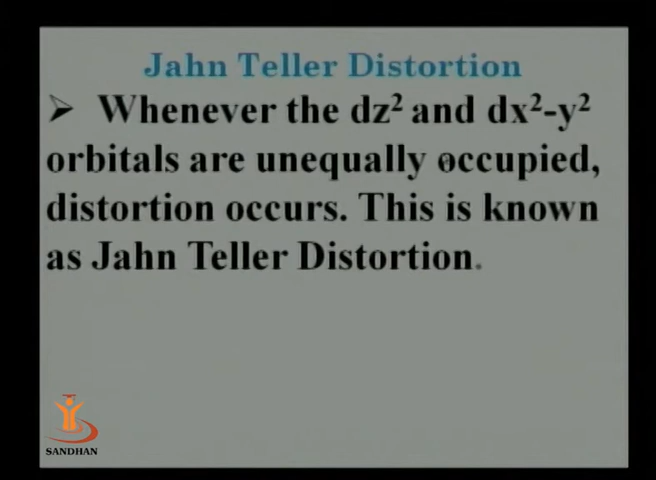 Jahn Teller Distortion
➢ Whenever the dz² and dx²-y²
orbitals are unequally occupied,
distortion occurs. This is known
as Jahn Teller Distortion.
SANDHAN